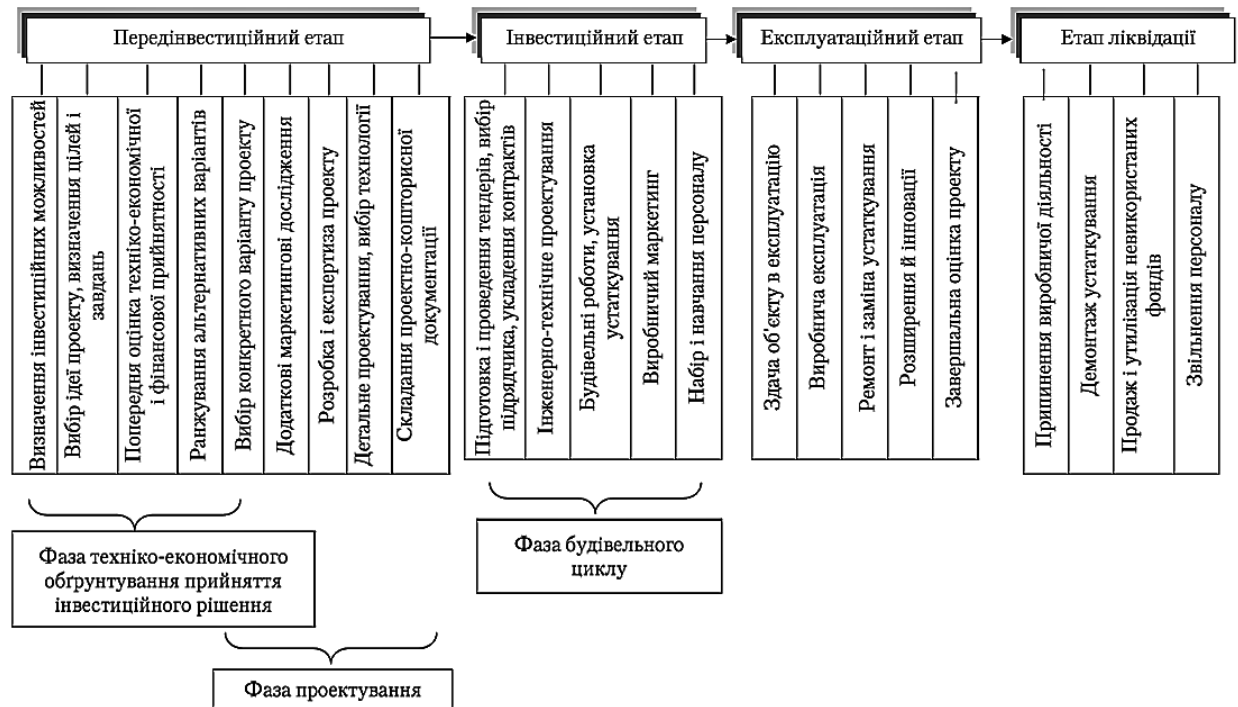 Передінвестиційний етап
Інвестиційний етап
Експлуатаційний етап
Етап ліквідації
Визначення інвестиційних можливостей
Вибір ідеї проекту, визначення цілей і
завдань
Попередня оцінка техніко-економічної
і фінансової прийнятності
Ранжування альтернативних варіантів
Вибір конкретного варіанту проекту
Додаткові маркетингові дослідження
Розробка і експертиза проекту
Детальне проектування, вибір технології
Складання проектно-кошторисної
документації
Підготовка і проведення тендерів, вибір
підрядчика, укладення контрактів
Інженерно-технічне проектування
Будівельні роботи, установка
устаткування
Виробничий маркетинг
Набір і навчання персоналу
Здача об'єкту в експлуатацію
Виробнича експлуатація
Ремонт і заміна устаткування
Розширення й інновації
Завершальна оцінка проекту
Припинення виробничої діяльності
Демонтаж устаткування
Продаж і утилізація невикористаних
фондів
Звільнення персоналу
Фаза техніко-економічного
обґрунтування прийняття
інвестиційного рішення
Фаза будівельного
циклу
Фаза проектування